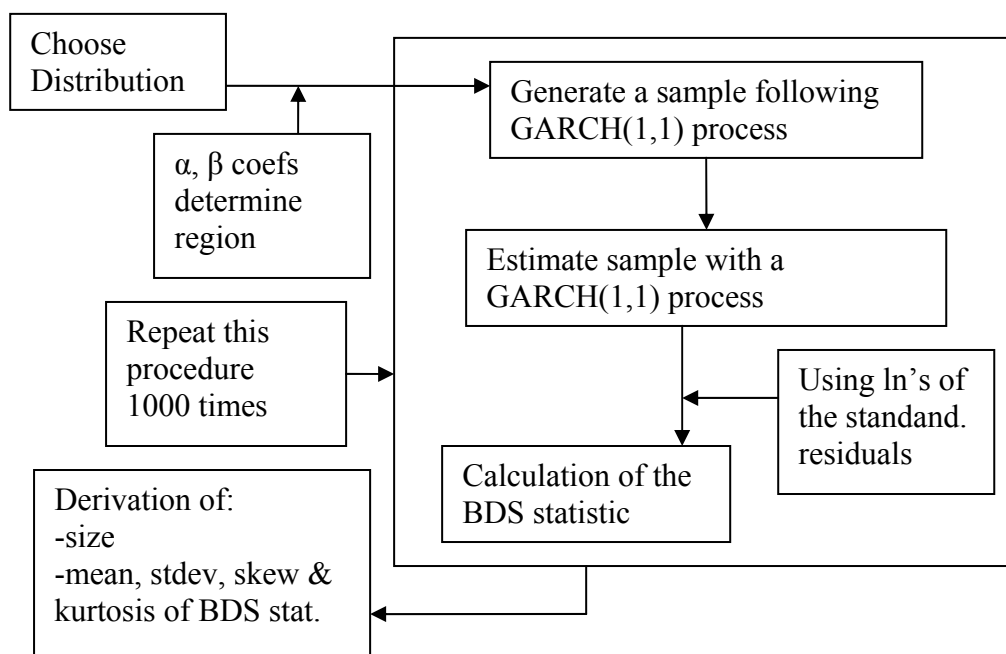 Choose
Distribution
Generate a sample following
GARCH(1,1) process
α, β coefs
determine
region
Estimate sample with a
GARCH(1,1) process
Repeat this
procedure
1000 times
Using ln’s of
the standand.
residuals
Calculation of the
BDS statistic
Derivation of:
-size
-mean, stdev, skew &
kurtosis of BDS stat.